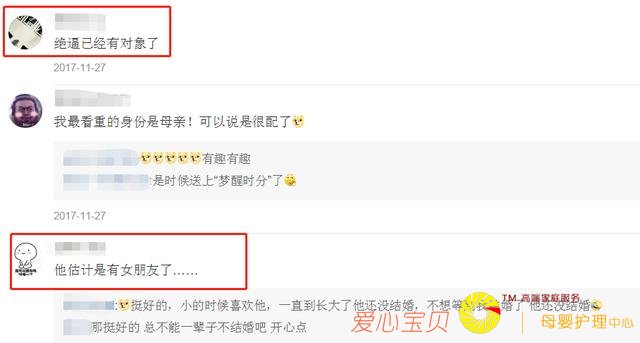 绝逼已经有对象了
2017-11-27
我最看重的身份是母亲！可以说是很配了
有趣有趣
:是时候送上“梦醒时分”了
2017-11-27
他估计是有女朋友了……
:挺好的，小的时候喜欢他，一直到长大了他还没结婚，不想等到我结婚了 他还没结婚
那挺好的 总不能一辈子不结婚吧 开心点
TM 高端家庭服务
爱心宝贝
母婴护理中心